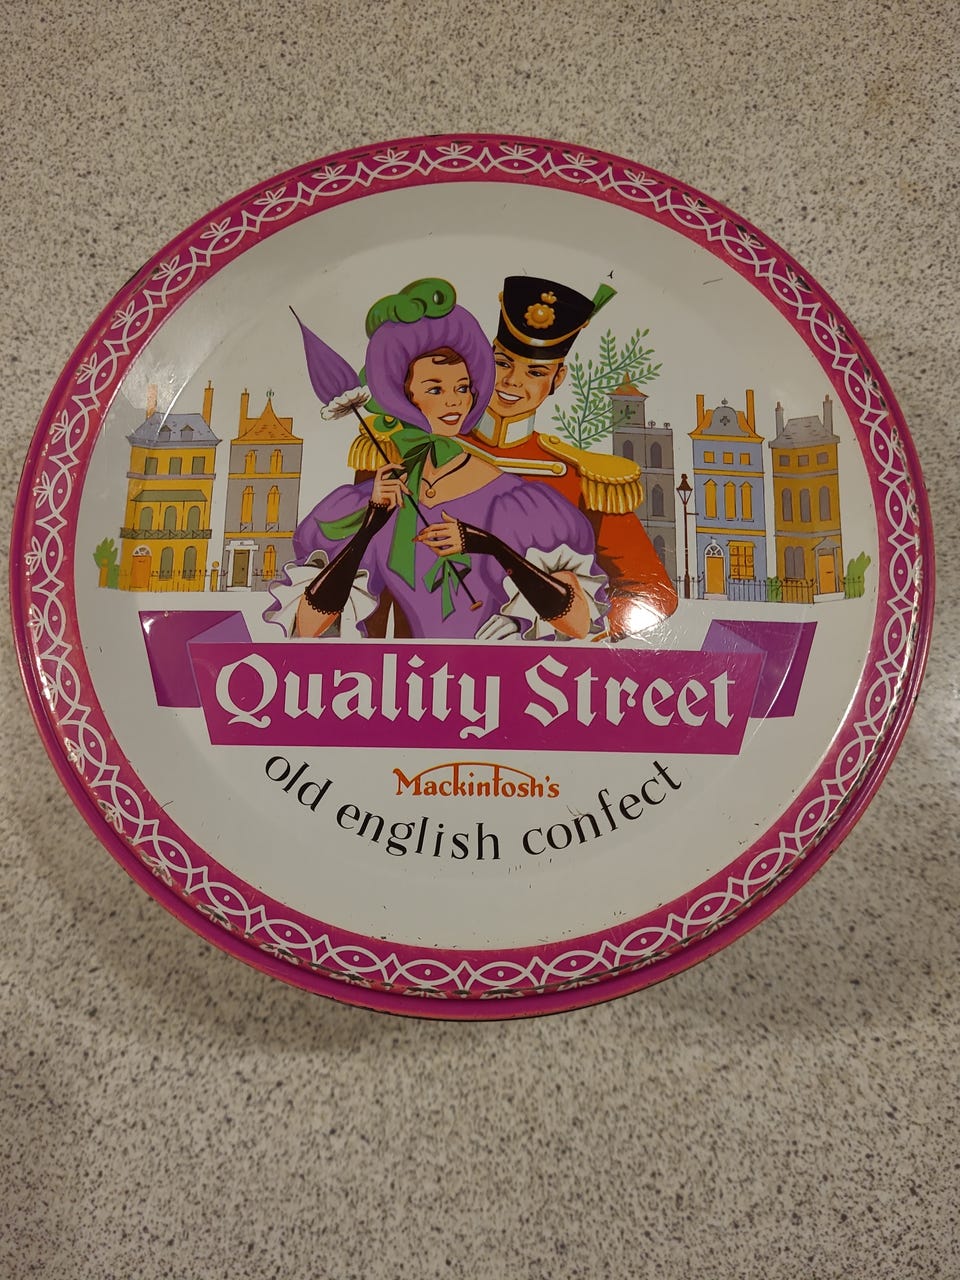 Quality Street
Mackintosh's
old english confect